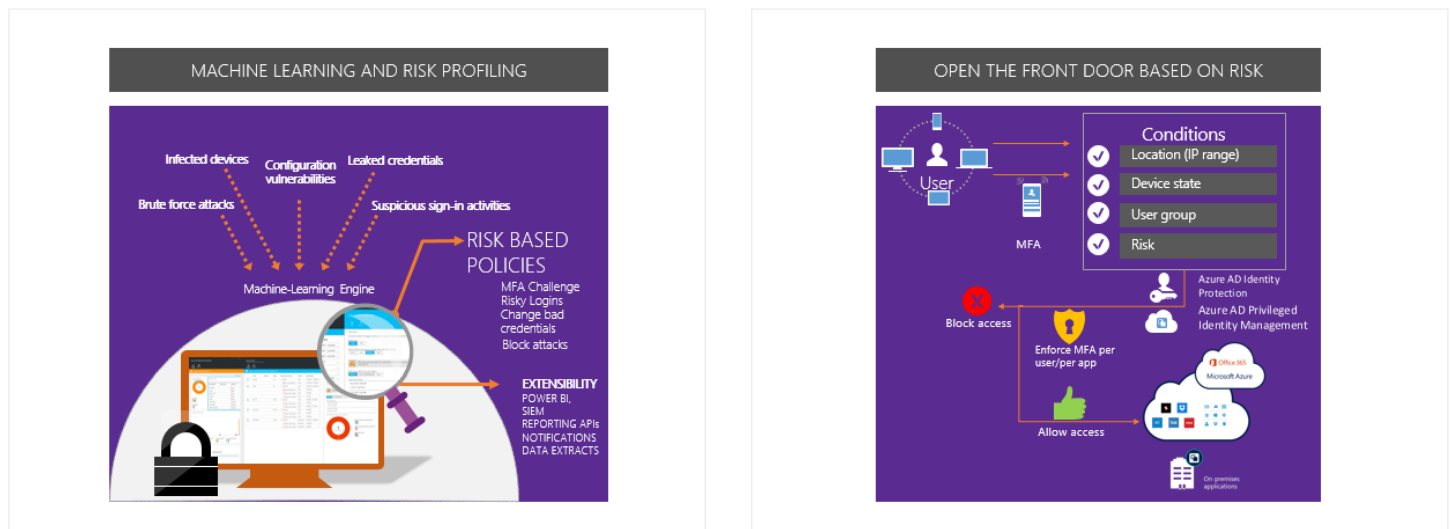 MACHINE LEARNING AND RISK PROFILING
Infected devices
Configuration
vulnerabilities
Leaked credentials
Brute force attacks
Suspicious sign-in activities
Machine-Learning Engine
RISK BASED
POLICIES
MFA Challenge
Risky Logins
Change bad
credentials
Block attacks
EXTENSIBILITY
POWER BI,
SIEM
REPORTING APIs
NOTIFICATIONS
DATA EXTRACTS
OPEN THE FRONT DOOR BASED ON RISK
User
MFA
Conditions
Location (IP range)
Device state
User group
Risk
Azure AD Identity
Protection
Azure AD Privileged
Identity Management
Block access
Enforce MFA per
user/per app
Allow access
Office 365
Microsoft Azure
On-premises
applications